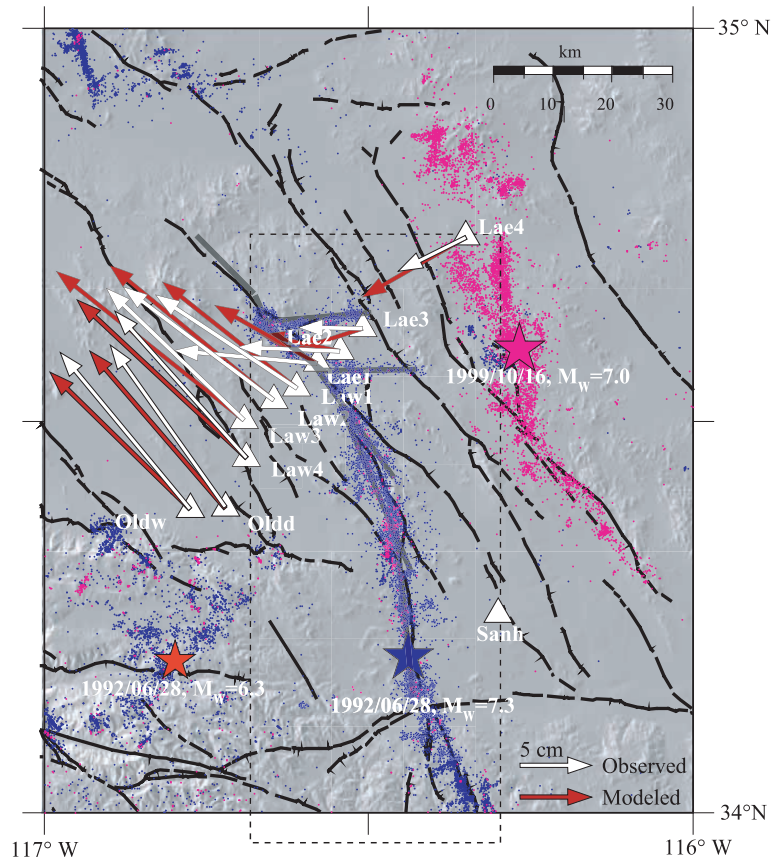 35° N
km
0
10
20
30
Lae4
Lae3
Lae2
1999/10/16, MW=7.0
Lae1
Law1
Law3
Law4
Oldw
Oldd
Sanh
1992/06/28, MW=6.3
1992/06/28, MW=7.3
5 cm
Observed
Modeled
34°N
117° W
116° W